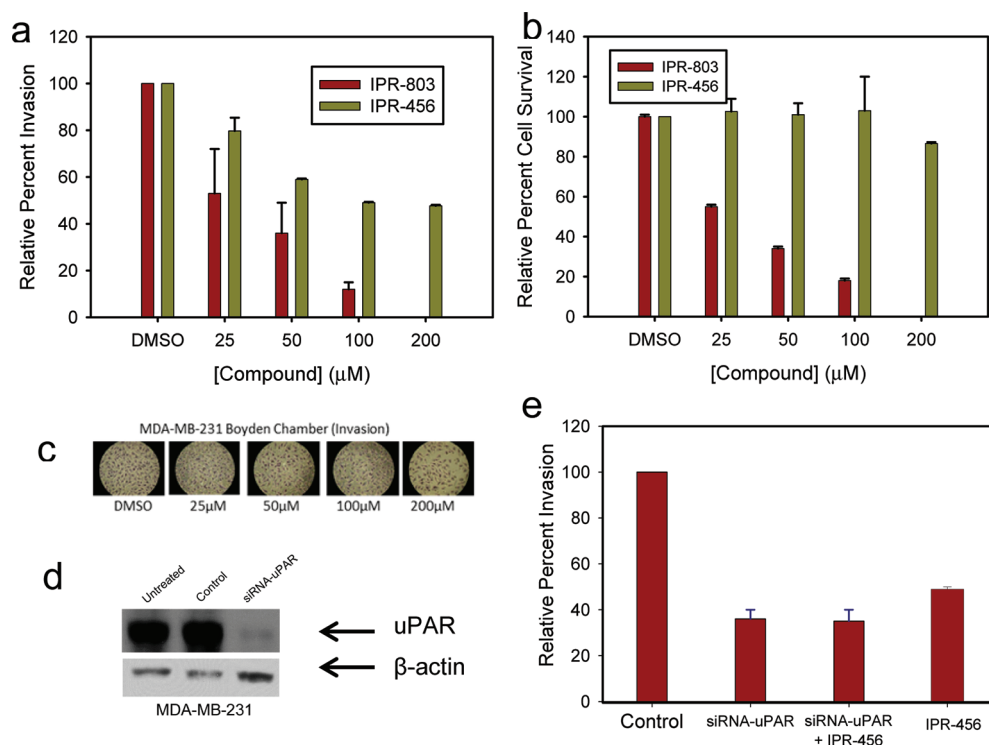 a
120
100
80
60
40
20
0
Relative Percent Invasion
IPR-803
IPR-456
DMSO 25 50 100 200
[Compound] (μM)
b
140
120
100
80
60
40
20
0
Relative Percent Cell Survival
IPR-803
IPR-456
DMSO 25 50 100 200
[Compound] (μM)
c
MDA-MB-231 Boyden Chamber (Invasion)
DMSO 25μM 50μM 100μM 200μM
d
Untreated Control siRNA-uPAR
uPAR
β-actin
MDA-MB-231
e
120
100
80
60
40
20
0
Relative Percent Invasion
Control siRNA-uPAR siRNA-uPAR IPR-456
+ IPR-456